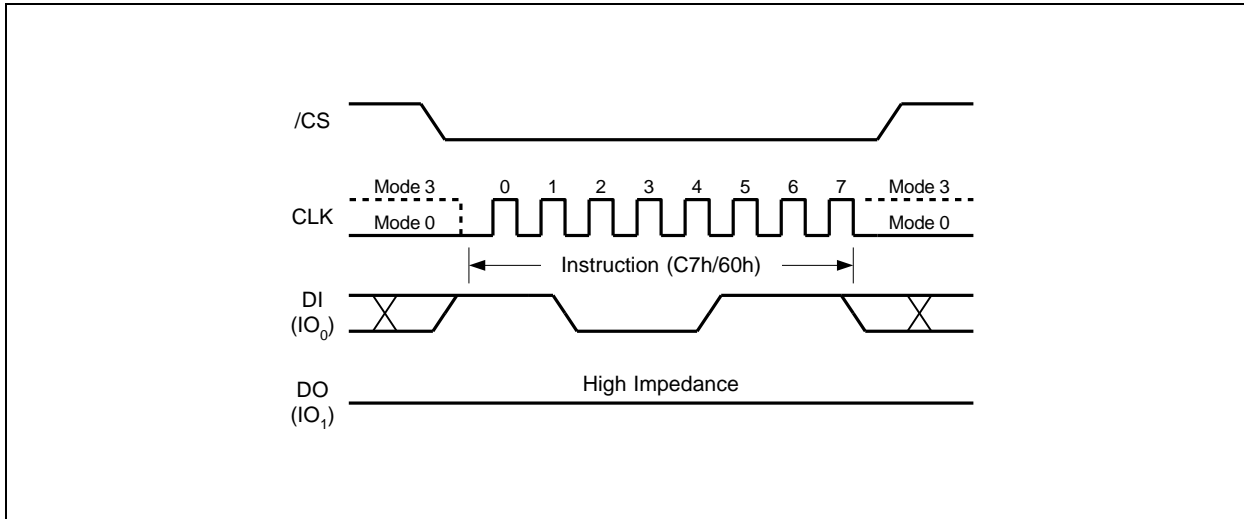 /CS
Mode 3 0 1 2 3 4 5 6 7 Mode 3
CLK
Mode 0 Mode 0
Instruction (C7h/60h)
DI
(IO0)
High Impedance
DO
(IO1)